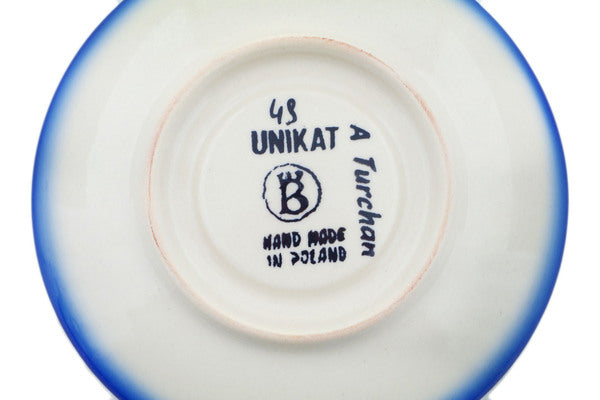 49
UNIKAT
B
HAND MADE
IN POLAND
A Turchan